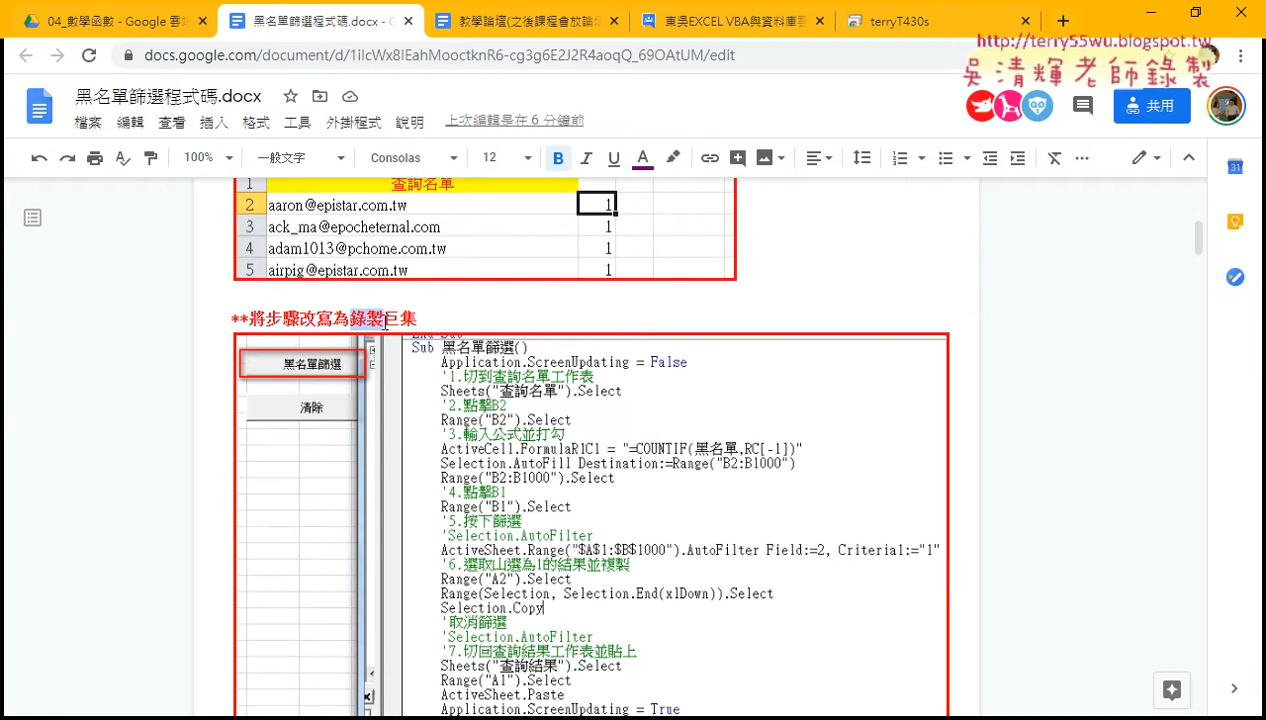 04_數學函數 - Google 雲端
黑名單篩選程式碼.docx - G
教學論壇(之後課程會放論壇
東吳EXCEL VBA與資料庫雲
terryT430s
docs.google.com/document/d/1ilcWx8lEahMooctknR6-cg3g6E2J2R4aoqQ_69OAtUM/edit
http://terry55wu.blogspot.tw
吳清輝老師錄製
黑名單篩選程式碼.docx
檔案 編輯 查看 插入 格式 工具 外掛程式 說明 上次編輯是在 6 分鐘前
共用
100% 一般文字 Consolas 12 B I U A
31
1 查詢名單
2 aaron@epistar.com.tw 1
3 ack_ma@epocheternal.com 1
4 adam1013@pchome.com.tw 1
5 airpig@epistar.com.tw 1
**將步驟改寫為錄製巨集
黑名單篩選
清除
End Sub
Sub 黑名單篩選()
Application.ScreenUpdating = False
'1.切到查詢名單工作表
Sheets("查詢名單").Select
'2.點擊B2
Range("B2").Select
'3.輸入公式並打勾
ActiveCell.FormulaR1C1 = "=COUNTIF(黑名單,RC[-1])"
Selection.AutoFill Destination:=Range("B2:B1000")
Range("B2:B1000").Select
'4.點擊B1
Range("B1").Select
'5.按下篩選
'Selection.AutoFilter
ActiveSheet.Range("$A$1:$B$1000").AutoFilter Field:=2, Criteria1:="1"
'6.選取山選為1的結果並複製
Range("A2").Select
Range(Selection, Selection.End(xlDown)).Select
Selection.Copy
'取消篩選
'Selection.AutoFilter
'7.切回查詢結果工作表並貼上
Sheets("查詢結果").Select
Range("A1").Select
ActiveSheet.Paste
Application.ScreenUpdating = True